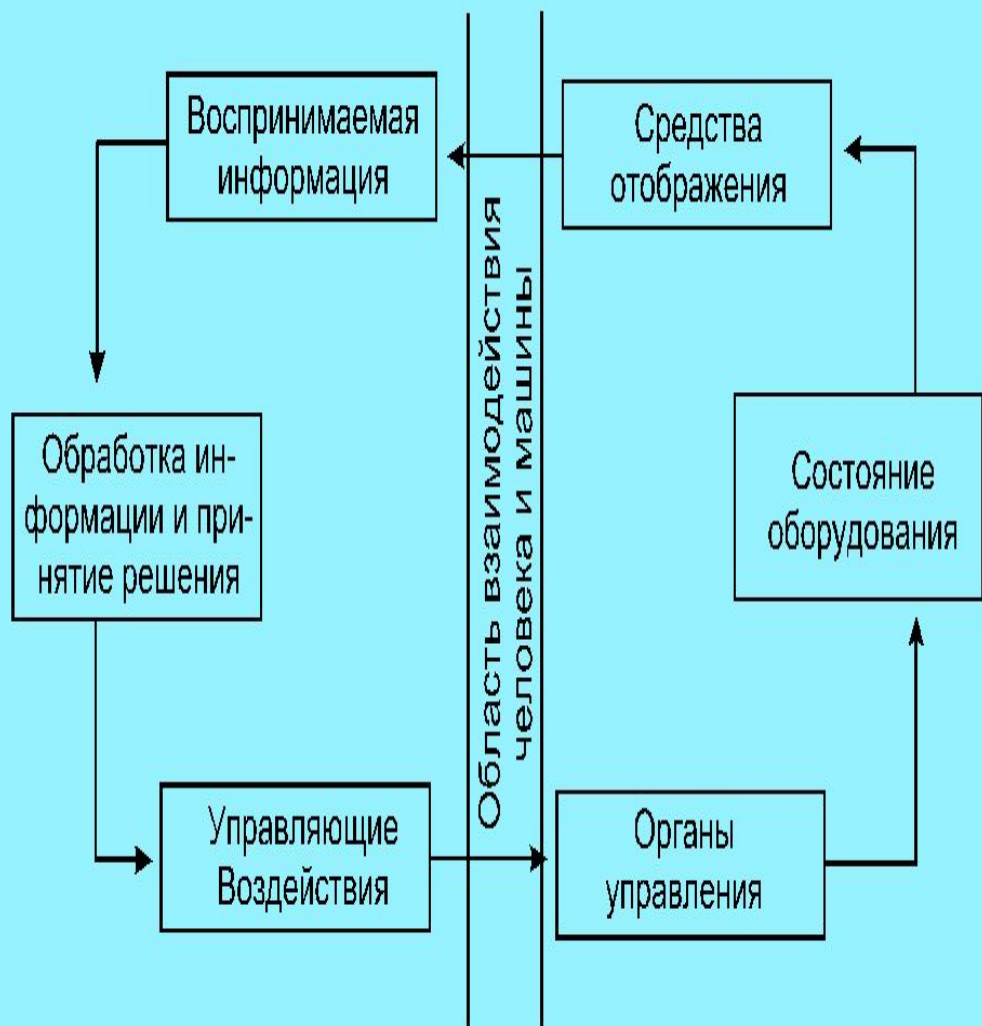 Воспринимаемая
информация
Средства
отображения
Область взаимодействия
человека и машины
Обработка ин-
формации и при-
нятие решения
Состояние
оборудования
Управляющие
Воздействия
Органы
управления